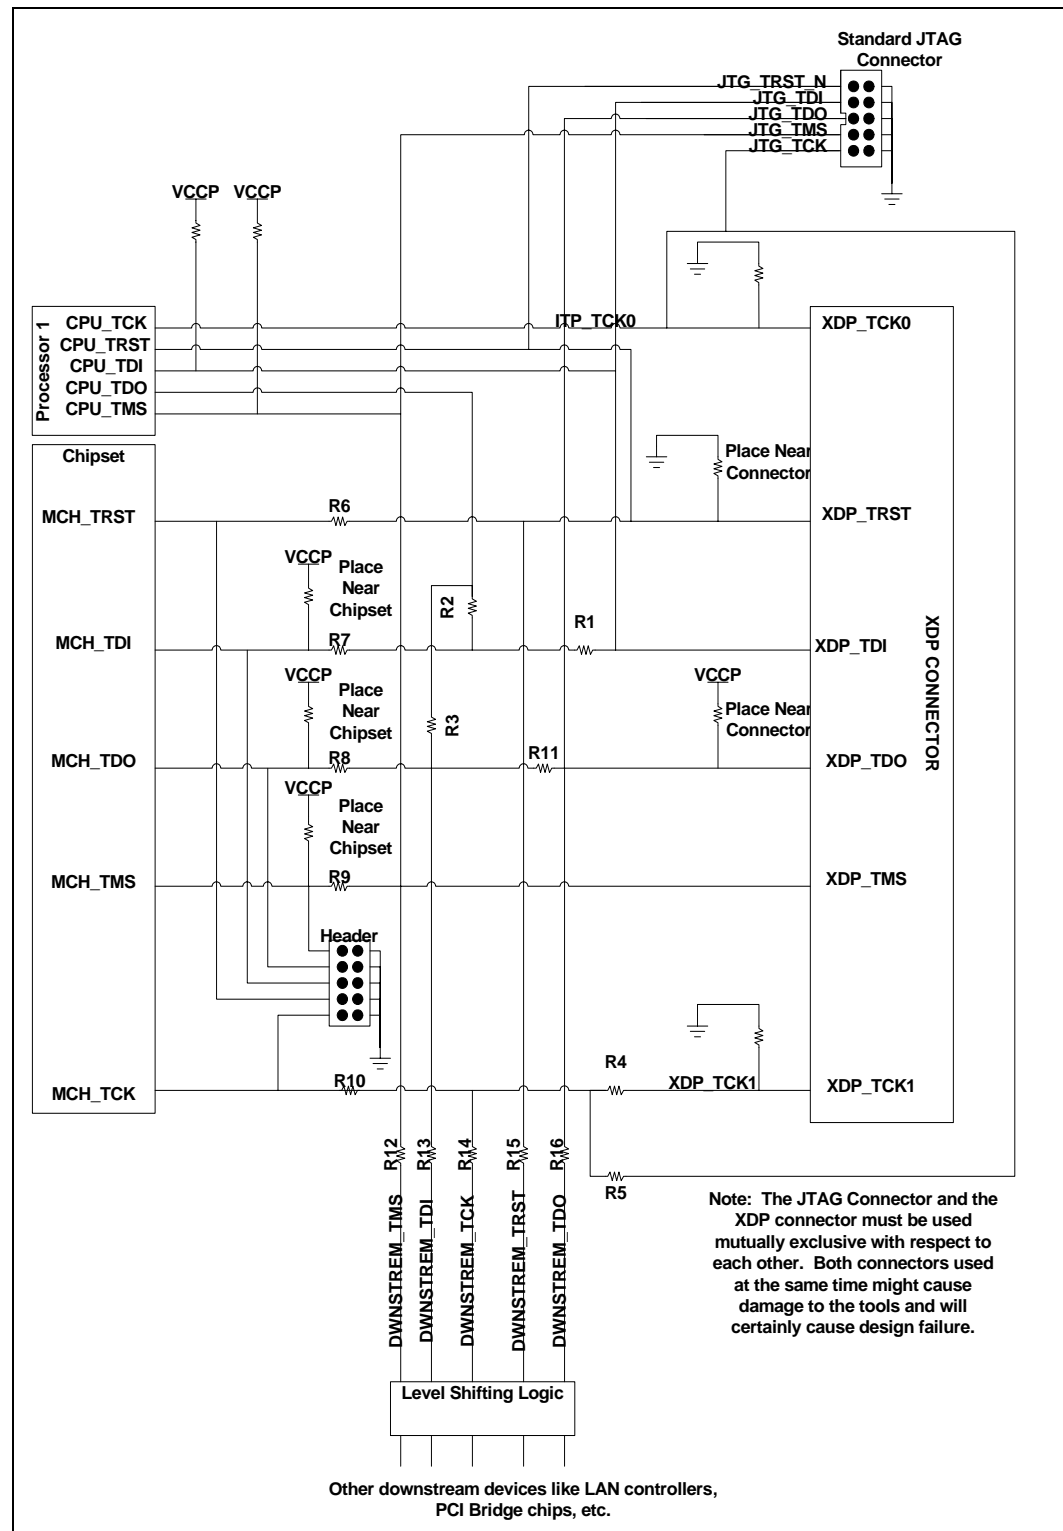 Standard JTAG
Connector
JTG_TRST_N
JTG_TDI
JTG_TDO
JTG_TMS
JTG_TCK
VCCP
VCCP
Processor 1
CPU_TCK
CPU_TRST
CPU_TDI
CPU_TDO
CPU_TMS
ITP_TCK0
XDP_TCK0
Chipset
Place Near
Connector
MCH_TRST
R6
XDP_TRST
VCCP
Place
Near
Chipset
R2
R1
MCH_TDI
R7
XDP_TDI
XDP CONNECTOR
VCCP
Place
Near
Chipset
R3
VCCP
Place Near
Connector
MCH_TDO
R8
R11
XDP_TDO
VCCP
Place
Near
Chipset
MCH_TMS
R9
XDP_TMS
Header
MCH_TCK
R10
R4
XDP_TCK1
XDP_TCK1
R12
R13
R14
R15
R16
R5
DWNSTREM_TMS
DWNSTREM_TDI
DWNSTREM_TCK
DWNSTREM_TRST
DWNSTREM_TDO
Note: The JTAG Connector and the
XDP connector must be used
mutually exclusive with respect to
each other. Both connectors used
at the same time might cause
damage to the tools and will
certainly cause design failure.
Level Shifting Logic
Other downstream devices like LAN controllers,
PCI Bridge chips, etc.